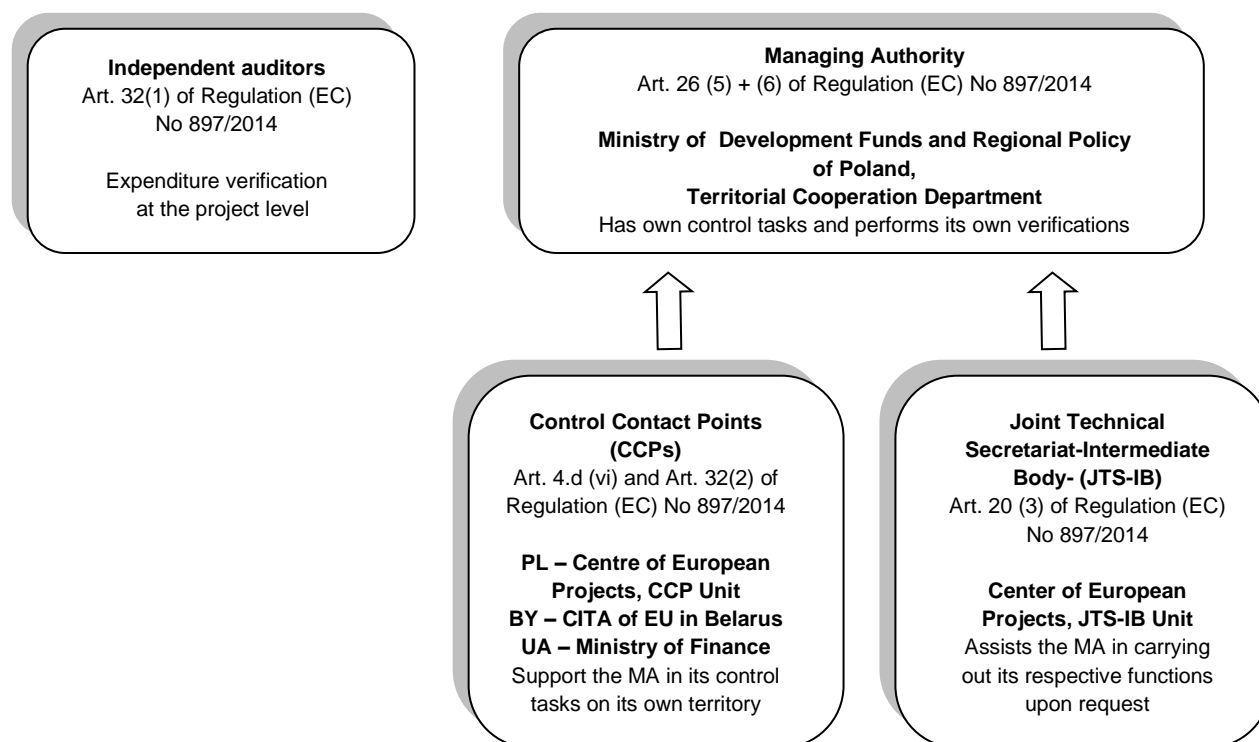 Independent auditors
Art. 32(1) of Regulation (EC)
No 897/2014
Expenditure verification
at the project level
Managing Authority
Art. 26 (5) + (6) of Regulation (EC) No 897/2014
Ministry of  Development Funds and Regional Policy
of Poland,
Territorial Cooperation Department
Has own control tasks and performs its own verifications
Control Contact Points
(CCPs)
Art. 4.d (vi) and Art. 32(2) of
Regulation (EC) No 897/2014
PL – Centre of European
Projects, CCP Unit
BY – CITA of EU in Belarus
UA – Ministry of Finance
Support the MA in its control
tasks on its own territory
Joint Technical
Secretariat-Intermediate
Body- (JTS-IB)
Art. 20 (3) of Regulation (EC)
No 897/2014
Center of European
Projects, JTS-IB Unit
Assists the MA in carrying
out its respective functions
upon request